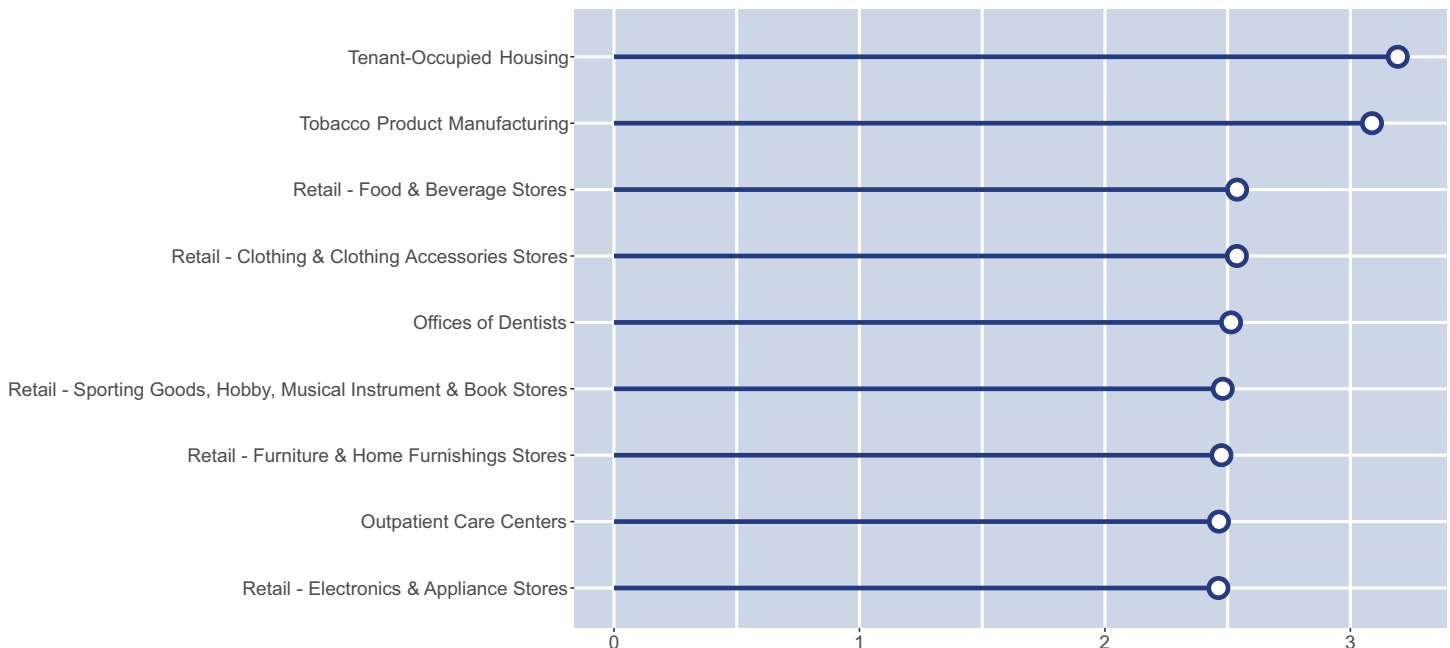 Tenant-Occupied Housing
Tobacco Product Manufacturing
Retail - Food & Beverage Stores
Retail - Clothing & Clothing Accessories Stores
Offices of Dentists
Retail - Sporting Goods, Hobby, Musical Instrument & Book Stores
Retail - Furniture & Home Furnishings Stores
Outpatient Care Centers
Retail - Electronics & Appliance Stores
0 1 2 3